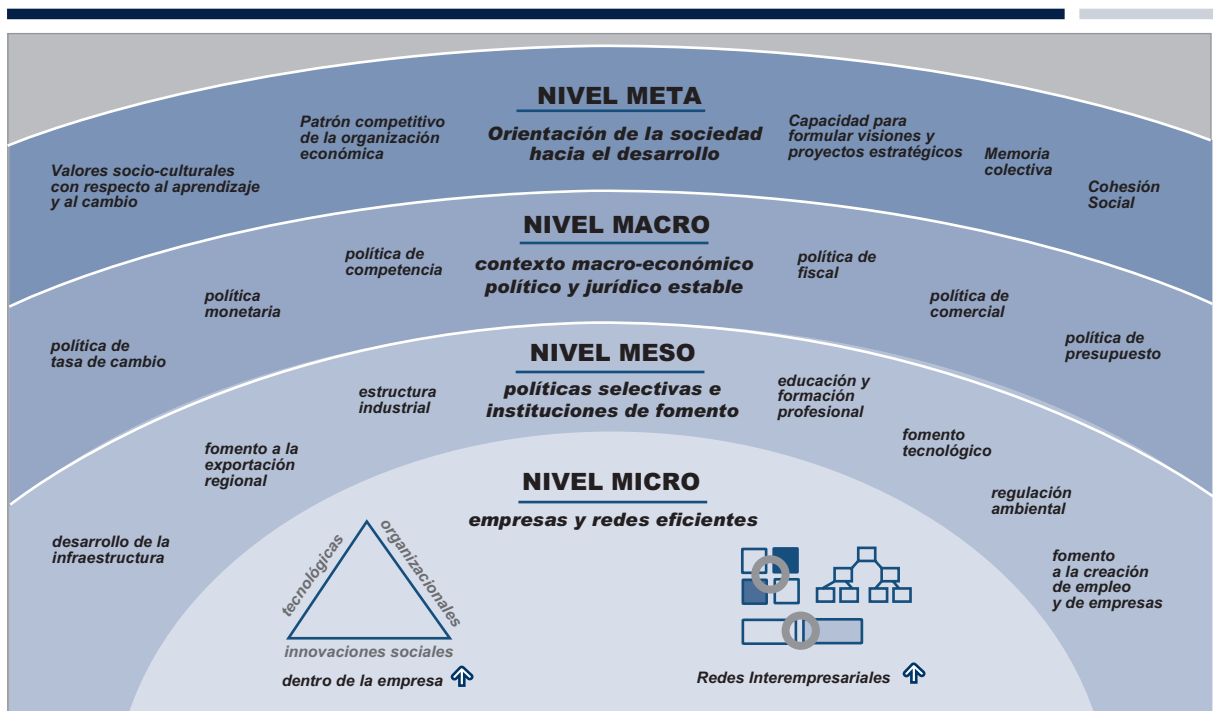 NIVEL META
Orientación de la sociedad
hacia el desarrollo
Valores socio-culturales
con respecto al aprendizaje
y al cambio
Patrón competitivo
de la organización
económica
Capacidad para
formular visiones y
proyectos estratégicos
Memoria
colectiva
Cohesión
Social
NIVEL MACRO
contexto macro-económico
político y jurídico estable
política de
tasa de cambio
política
monetaria
política de
competencia
política de
fiscal
política de
comercial
política de
presupuesto
NIVEL MESO
políticas selectivas e
instituciones de fomento
desarrollo de la
infraestructura
fomento a la
exportación
regional
estructura
industrial
educación y
formación
profesional
fomento
tecnológico
regulación
ambiental
fomento
a la creación
de empleo
y de empresas
NIVEL MICRO
empresas y redes eficientes
tecnológicas
organizacionales
innovaciones sociales
dentro de la empresa
Redes Interempresariales